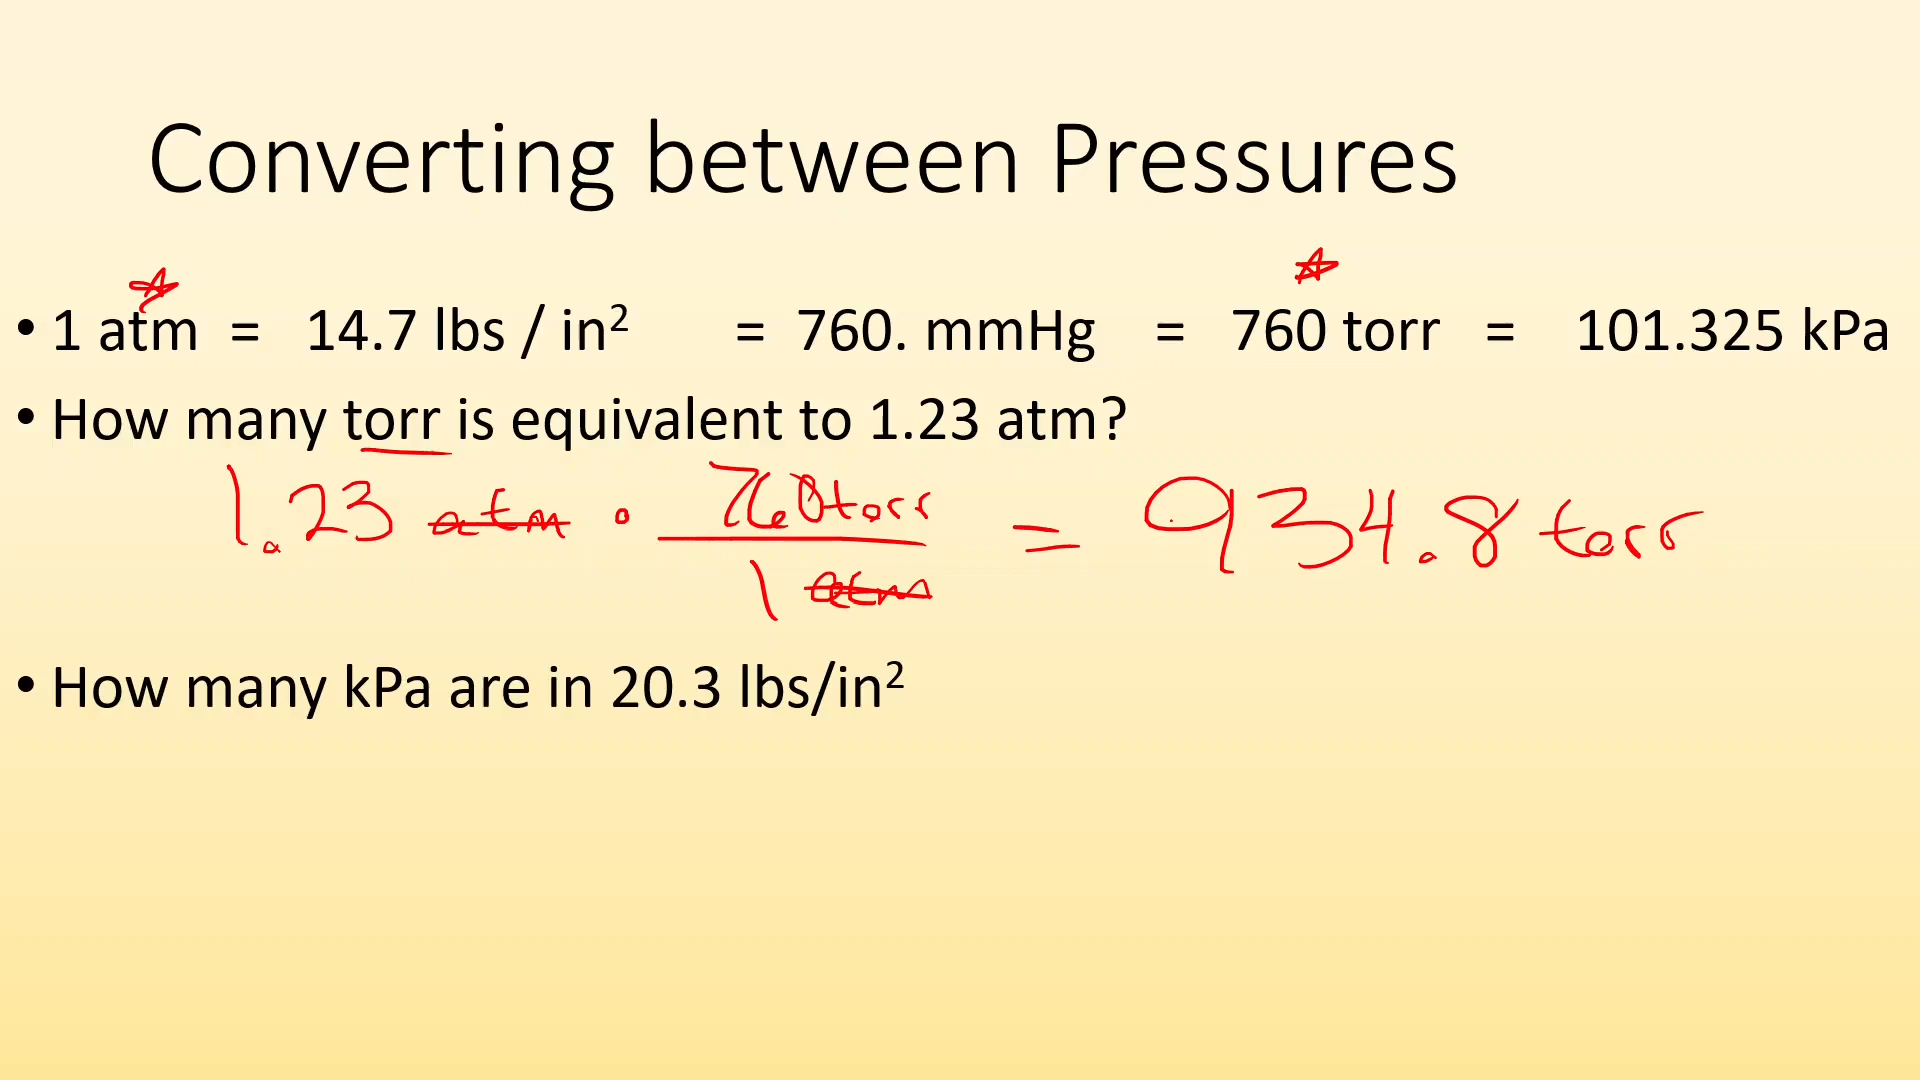 Converting between Pressures
• 1 atm = 14.7 lbs / in² = 760. mmHg = 760 torr = 101.325 kPa
• How many torr is equivalent to 1.23 atm?
1.23 atm · 760 torr / 1 atm = 934.8 torr
• How many kPa are in 20.3 lbs/in²